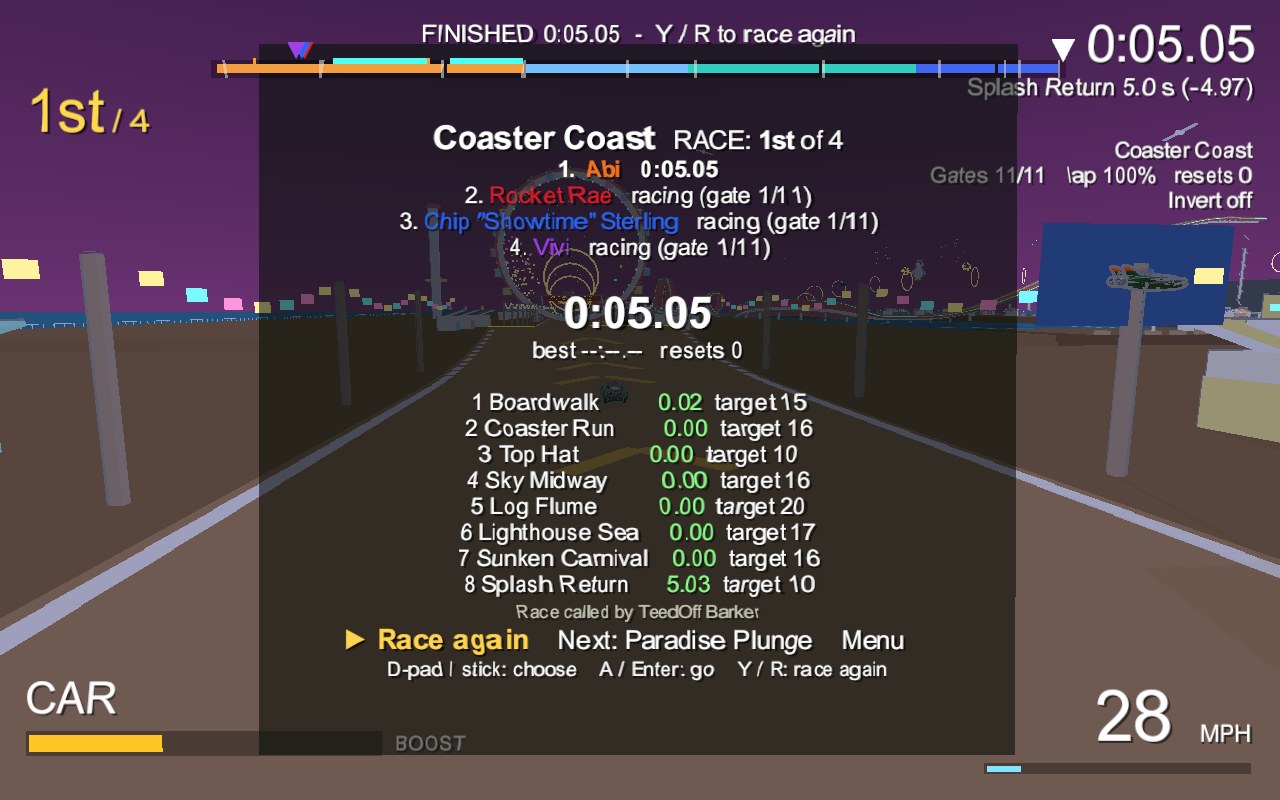 FINISHED 0:05.05 - Y / R to race again
0:05.05
Splash Return 5.0 s (-4.97)
1st / 4
Coaster Coast
Gates 11/11 lap 100% resets 0
Invert off
Coaster Coast RACE: 1st of 4
1. Abi 0:05.05
2. Rocket Rae racing (gate 1/11)
3. Chip "Showtime" Sterling racing (gate 1/11)
4. Vivi racing (gate 1/11)
0:05.05
best --:--.-- resets 0
1 Boardwalk 0.02 target 15
2 Coaster Run 0.00 target 16
3 Top Hat 0.00 target 10
4 Sky Midway 0.00 target 16
5 Log Flume 0.00 target 20
6 Lighthouse Sea 0.00 target 17
7 Sunken Carnival 0.00 target 16
8 Splash Return 5.03 target 10
Race called by TeedOff Barker
► Race again Next: Paradise Plunge Menu
D-pad / stick: choose A / Enter: go Y / R: race again
CAR
BOOST
28 MPH